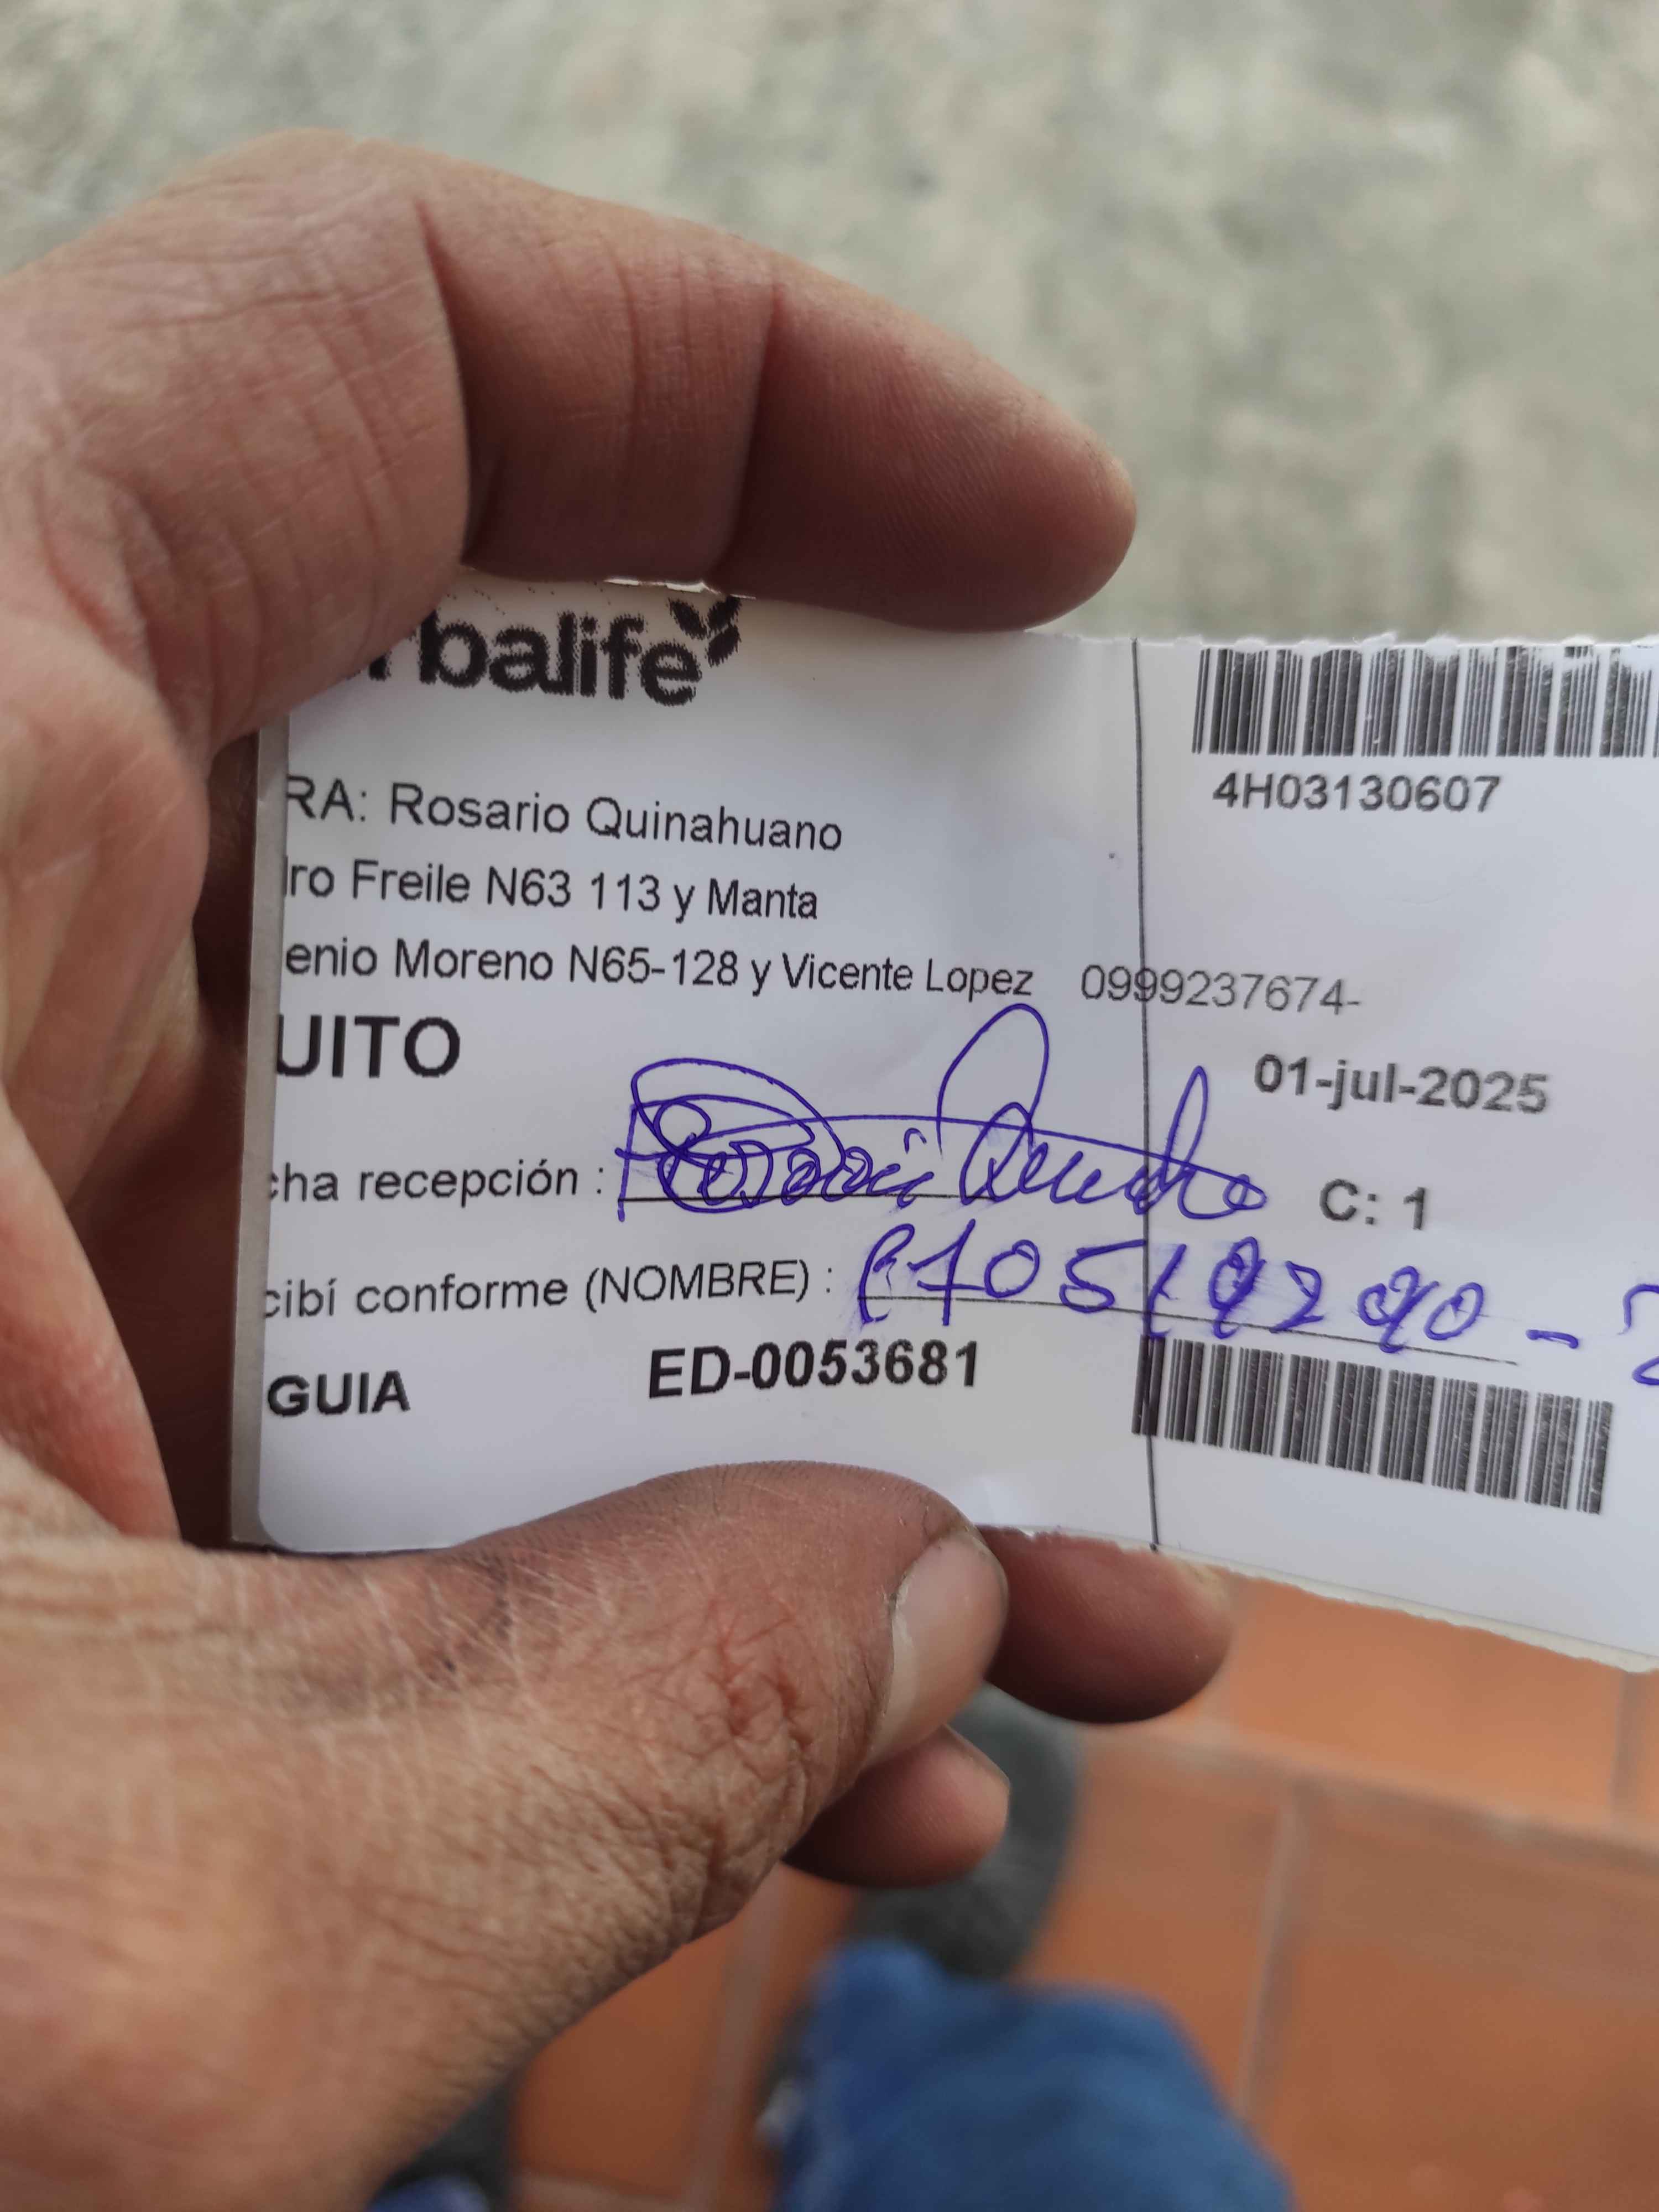 rbalife
4H03130607
RA: Rosario Quinahuano
ro Freile N63 113 y Manta
enio Moreno N65-128 y Vicente Lopez 0999237674-
UITO
01-jul-2025
cha recepción :
C: 1
cibí conforme (NOMBRE) :
GUIA ED-0053681